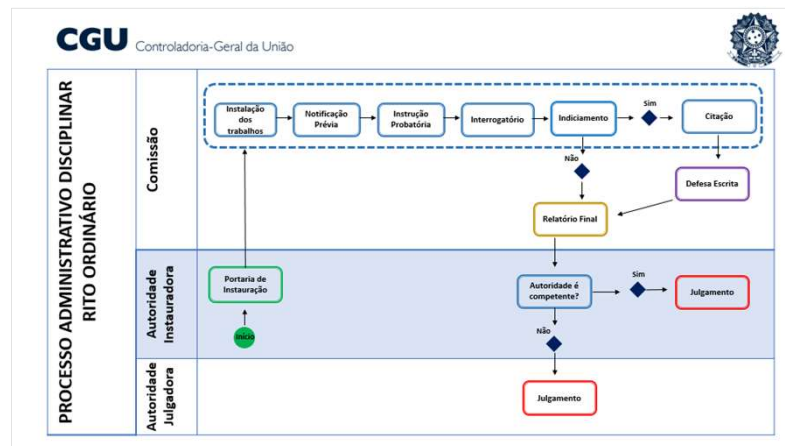 CGU Controladoria-Geral da União
PROCESSO ADMINISTRATIVO DISCIPLINAR
RITO ORDINÁRIO
Comissão
Instalação
dos
trabalhos
Notificação
Prévia
Instrução
Probatória
Interrogatório
Indiciamento
Sim
Citação
Não
Defesa Escrita
Relatório Final
Autoridade
Instauradora
Portaria de
Instauração
Início
Autoridade é
competente?
Sim
Julgamento
Não
Autoridade
Julgadora
Julgamento